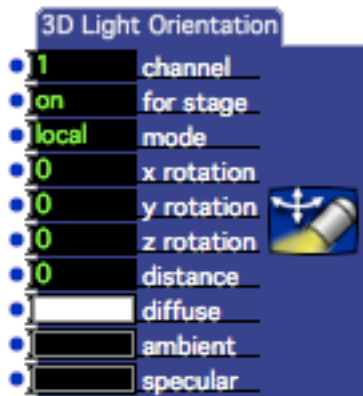 3D Light Orientation
1 channel
on for stage
local mode
0 x rotation
0 y rotation
0 z rotation
0 distance
diffuse
ambient
specular